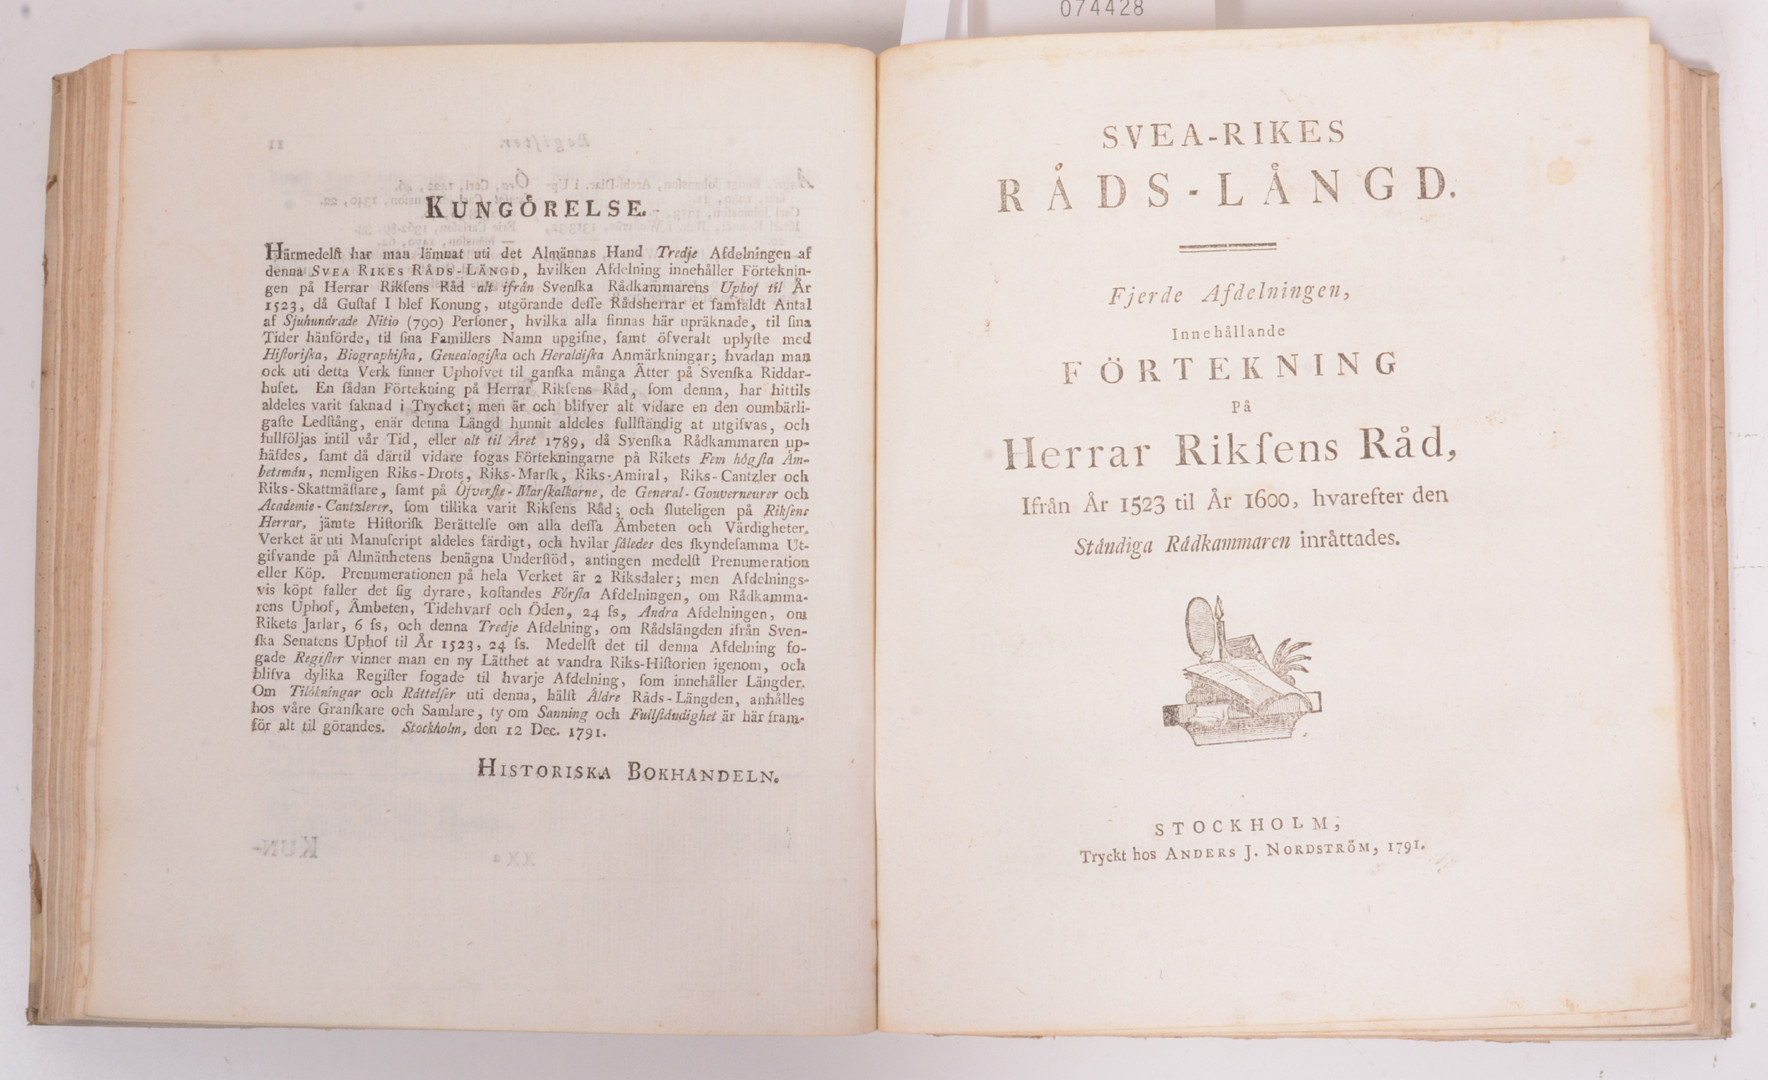 074428
KUNGÖRELSE.
Härmedelſt har man lämnat uti det Almännas Hand Tredje Afdelningen af
denna SVEA RIKES RÅDS-LÄNGD, hvilken Afdelning innehåller Förteknin-
gen på Herrar Rikſens Råd alt ifrån Svenſka Rådkammarens Uphof til År
1523, då Guſtaf I blef Konung, utgörande deſſe Rådsherrar et ſamfäldt Antal
af Sjuhundrade Nitio (790) Perſoner, hvilka alla finnas här upräknade, til ſina
Tider hänförde, til ſina Famillers Namn upgifne, ſamt öfveralt uplyſte med
Hiſtoriſka, Biographiſka, Genealogiſka och Heraldiſka Anmärkningar; hvadan man
ock uti detta Verk finner Uphofvet til ganſka många Ätter på Svenſka Riddar-
huſet. En ſådan Förtekning på Herrar Rikſens Råd, ſom denna, har hittils
aldeles varit ſaknad i Trycket; men är och blifver alt vidare en den oumbärli-
gaſte Ledſtång, enär denna Längd hunnit aldeles fullſtändig at utgifvas, och
fullföljas intil vår Tid, eller alt til Året 1789, då Svenſka Rådkammaren up-
häfdes, ſamt då därtil vidare fogas Förtekningarne på Rikets Fem högſta Äm-
betsmän, nemligen Riks-Drots, Riks-Marſk, Riks-Amiral, Riks-Cantzler och
Riks-Skattmäſtare, ſamt på Öfverſte-Marſkalkarne, de General-Gouverneurer och
Academie-Cantzlerer, ſom tillika varit Rikſens Råd; och ſluteligen på Rikſens
Herrar, jämte Hiſtoriſk Berättelſe om alla deſſa Ämbeten och Värdigheter.
Verket är uti Manuſcript aldeles färdigt, och hvilar ſåledes des ſkyndeſamma Ut-
gifvande på Almänhetens benägna Underſtöd, antingen medelſt Prenumeration
eller Köp. Prenumerationen på hela Verket är 2 Riksdaler; men Afdelnings-
vis köpt faller det ſig dyrare, koſtandes Förſta Afdelningen, om Rådkamma-
rens Uphof, Ämbeten, Tidehvarf och Öden, 24 ſs, Andra Afdelningen, om
Rikets Jarlar, 6 ſs, och denna Tredje Afdelning, om Rådslängden ifrån Sven-
ſka Senatens Uphof til År 1523, 24 ſs. Medelſt det til denna Afdelning fo-
gade Regiſter vinner man en ny Lätthet at vandra Riks-Hiſtorien igenom, och
blifva dylika Regiſter fogade til hvarje Afdelning, ſom innehåller Längder.
Om Tilökningar och Rättelſer uti denna, hälſt Äldre Råds-Längden, anhålles
hos våre Granſkare och Samlare, ty om Sanning och Fullſtändighet är här fram-
för alt til görandes. Stockholm, den 12 Dec. 1791.
HISTORISKA BOKHANDELN.
SVEA-RIKES
RÅDS-LÅNGD.
Fjerde Afdelningen,
Innehållande
FÖRTEKNING
På
Herrar Rikſens Råd,
Ifrån År 1523 til År 1600, hvarefter den
Ståndiga Rådkammaren inråttades.
STOCKHOLM,
Tryckt hos ANDERS J. NORDSTRÖM, 1791.